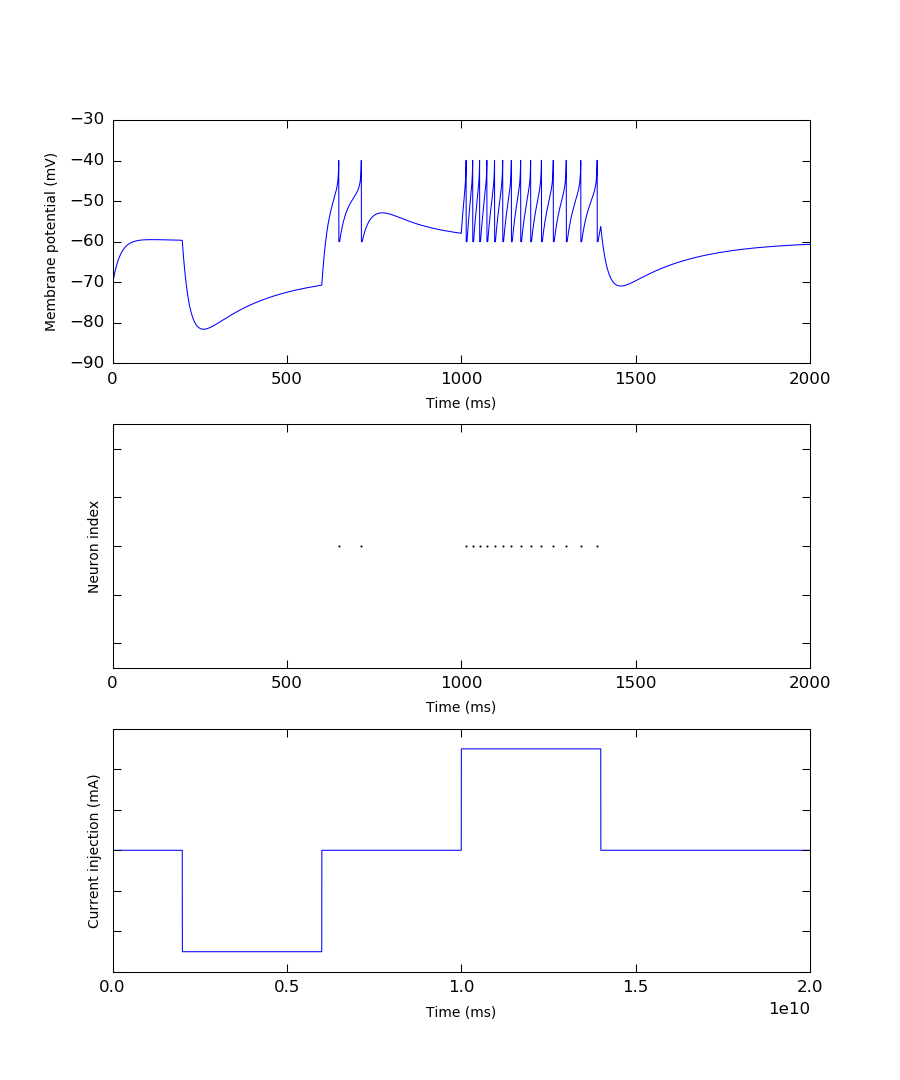 −30
−40
−50
−60
−70
−80
−90
Membrane potential (mV)
0 500 1000 1500 2000
Time (ms)
Neuron index
0 500 1000 1500 2000
Time (ms)
Current injection (mA)
0.0 0.5 1.0 1.5 2.0
1e10
Time (ms)